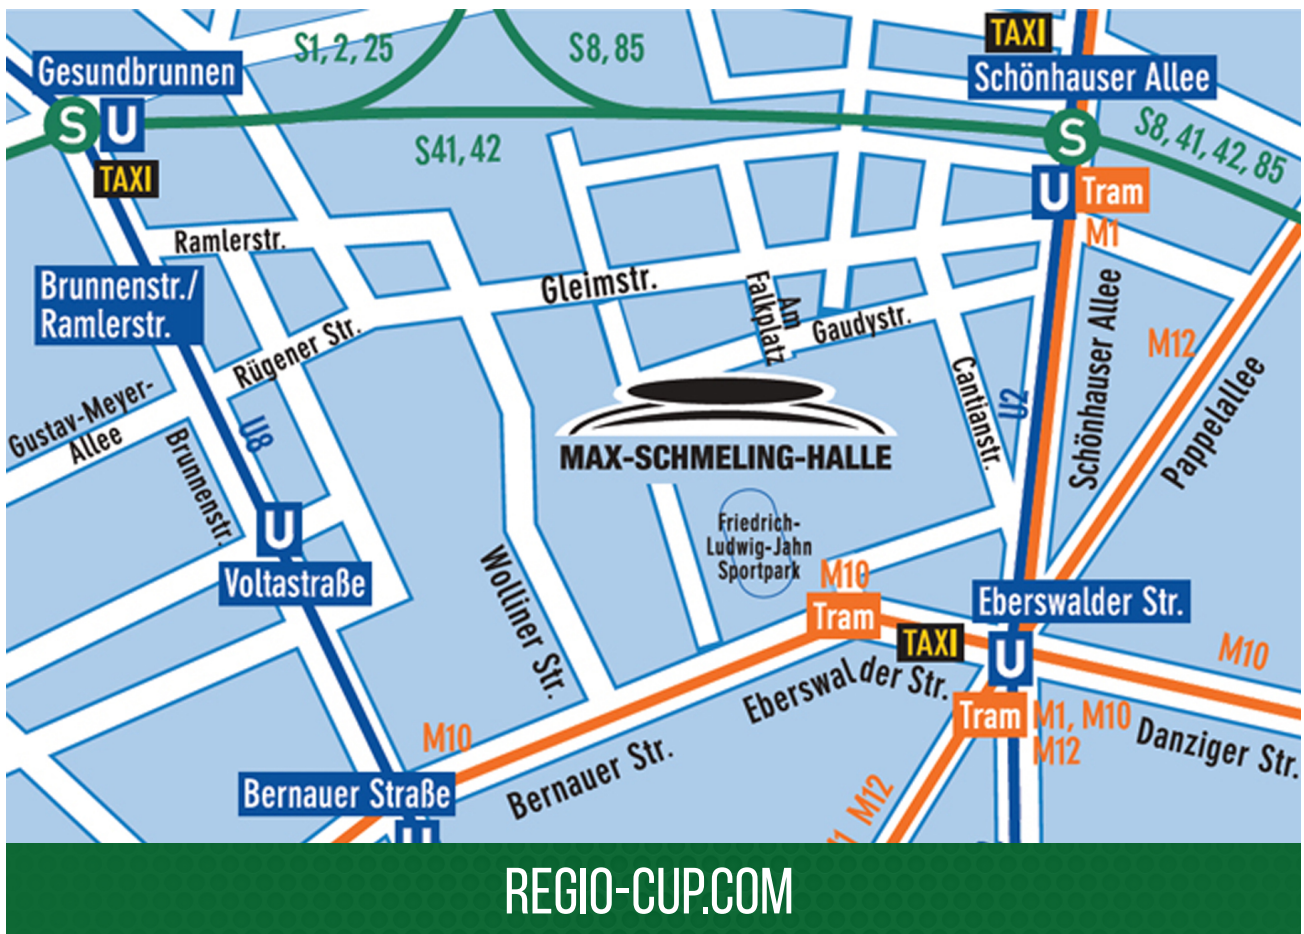 TAXI
S1, 2, 25
S8, 85
Gesundbrunnen
Schönhauser Allee
S
U
S
S8, 41, 42, 85
S41, 42
TAXI
U
Tram
M1
Ramlerstr.
Brunnenstr./
Ramlerstr.
Gleimstr.
Am
Falkplatz
Gaudystr.
Rügener Str.
Schönhauser Allee
M12
Pappelallee
Cantianstr.
U2
Gustav-Meyer-
Allee
U8
Brunnenstr.
MAX-SCHMELING-HALLE
U
Voltastraße
Friedrich-
Ludwig-Jahn
Sportpark
Wolliner Str.
M10
Tram
TAXI
Eberswalder Str.
U
M10
Eberswalder Str.
Tram
M1, M10
M12
Danziger Str.
M10
Bernauer Str.
Bernauer Straße
U
M12
REGIO-CUP.COM